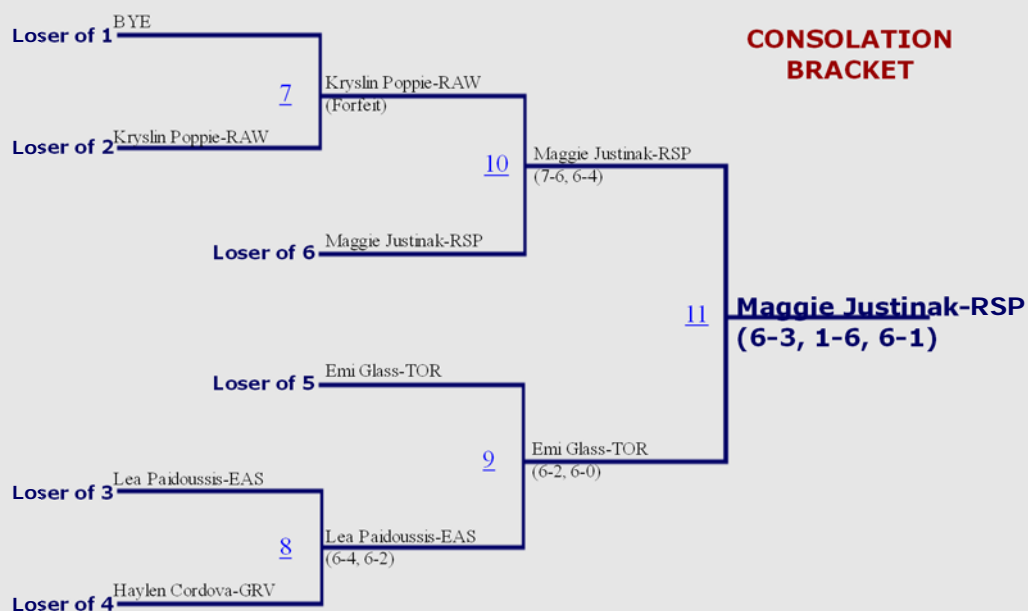 BYE
Loser of 1
CONSOLATION
BRACKET
7
Kryslin Poppie-RAW
(Forfeit)
Loser of 2
Kryslin Poppie-RAW
10
Maggie Justinak-RSP
(7-6, 6-4)
Loser of 6
Maggie Justinak-RSP
11
Maggie Justinak-RSP
(6-3, 1-6, 6-1)
Loser of 5
Emi Glass-TOR
9
Emi Glass-TOR
(6-2, 6-0)
Loser of 3
Lea Paidoussis-EAS
8
Lea Paidoussis-EAS
(6-4, 6-2)
Loser of 4
Haylen Cordova-GRV